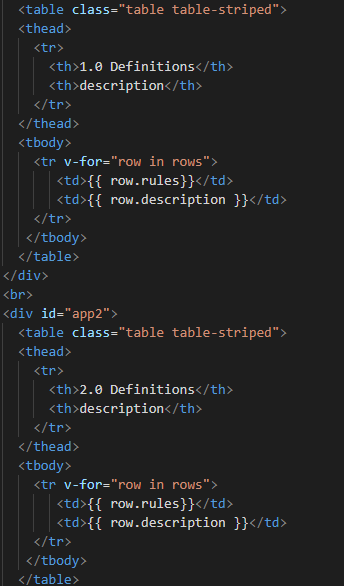 <table class="table table-striped">
<thead>
<tr>
<th>1.0 Definitions</th>
<th>description</th>
</tr>
</thead>
<tbody>
<tr v-for="row in rows">
<td>{{ row.rules}}</td>
<td>{{ row.description }}</td>
</tr>
</tbody>
</table>
</div>
<br>
<div id="app2">
<table class="table table-striped">
<thead>
<tr>
<th>2.0 Definitions</th>
<th>description</th>
</tr>
</thead>
<tbody>
<tr v-for="row in rows">
<td>{{ row.rules}}</td>
<td>{{ row.description }}</td>
</tr>
</tbody>
</table>